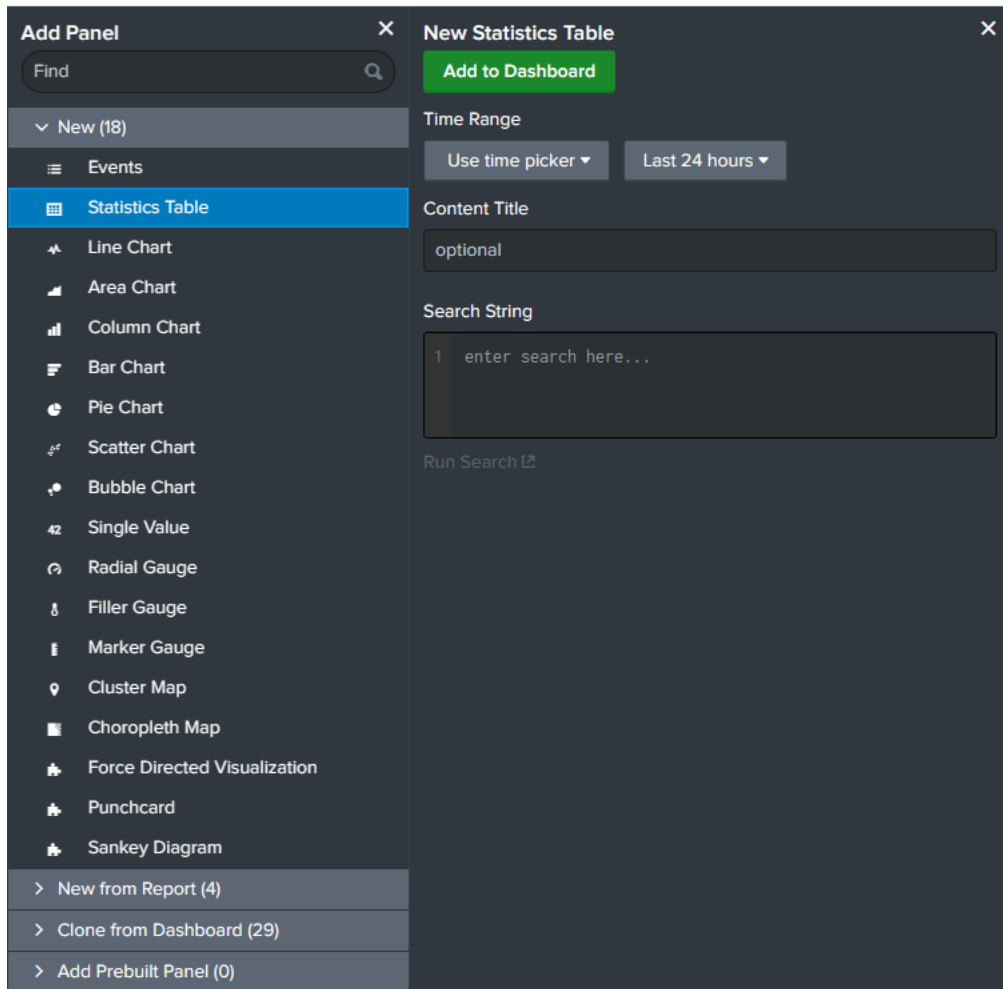 Add Panel
Find
New (18)
Events
Statistics Table
Line Chart
Area Chart
Column Chart
Bar Chart
Pie Chart
Scatter Chart
Bubble Chart
42 Single Value
Radial Gauge
Filler Gauge
Marker Gauge
Cluster Map
Choropleth Map
Force Directed Visualization
Punchcard
Sankey Diagram
New from Report (4)
Clone from Dashboard (29)
Add Prebuilt Panel (0)
New Statistics Table
Add to Dashboard
Time Range
Use time picker Last 24 hours
Content Title
optional
Search String
1 enter search here...
Run Search